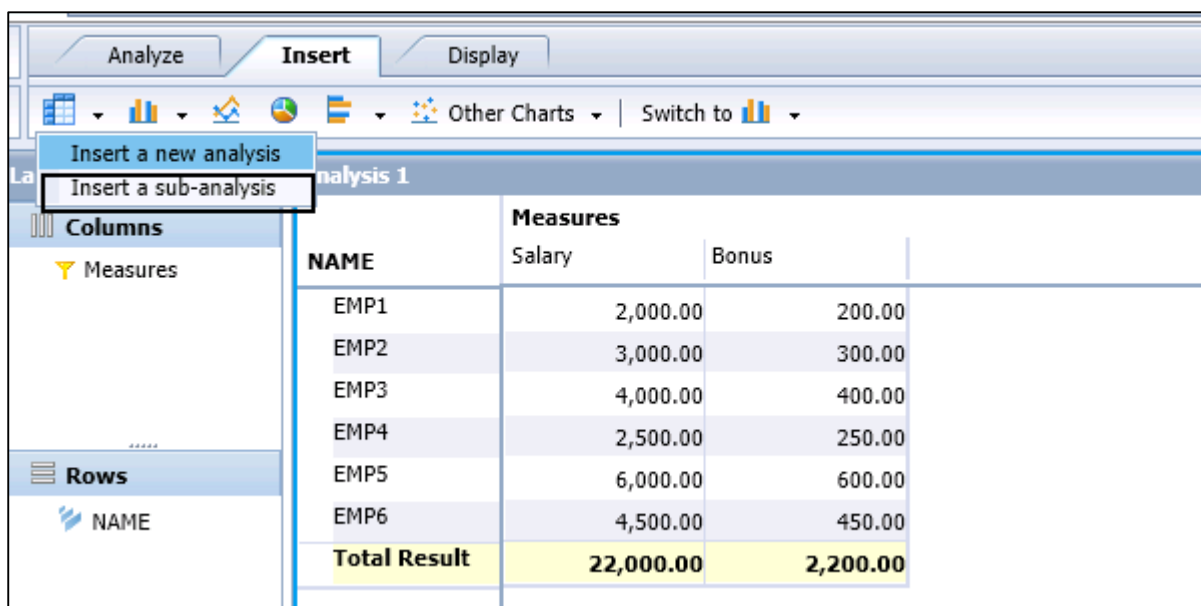 Analyze Insert Display
Other Charts Switch to
Insert a new analysis
Insert a sub-analysis
La nalysis 1
Columns
Measures
Rows
NAME
Measures
NAME Salary Bonus
EMP1 2,000.00 200.00
EMP2 3,000.00 300.00
EMP3 4,000.00 400.00
EMP4 2,500.00 250.00
EMP5 6,000.00 600.00
EMP6 4,500.00 450.00
Total Result 22,000.00 2,200.00